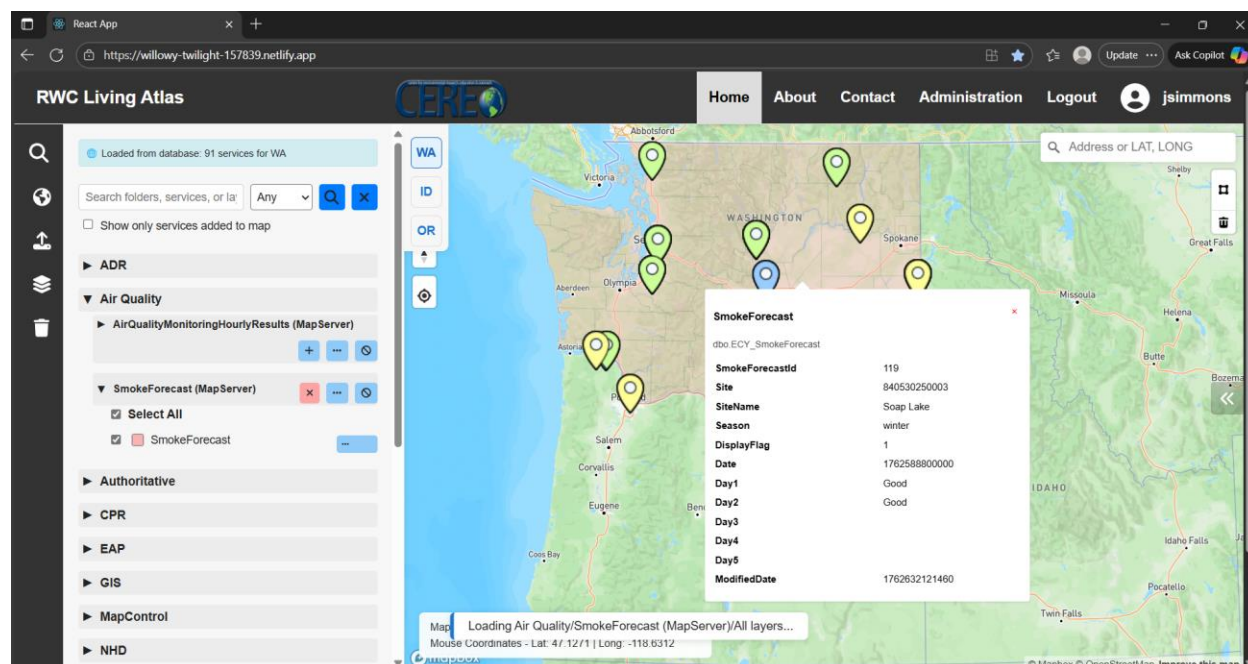 React App
https://willowy-twilight-157839.netlify.app
Update
Ask Copilot
RWC Living Atlas
CEREO
Home
About
Contact
Administration
Logout
jsimmons
Loaded from database: 91 services for WA
Search folders, services, or la
Any
Show only services added to map
ADR
Air Quality
AirQualityMonitoringHourlyResults (MapServer)
SmokeForecast (MapServer)
Select All
SmokeForecast
Authoritative
CPR
EAP
GIS
MapControl
NHD
WA
ID
OR
Address or LAT, LONG
Abbotsford
Victoria
WASHINGTON
Spokane
Se
Olympia
Aberdeen
Astoria
Salem
Corvallis
Eugene
Coos Bay
Ben
Shelby
Great Falls
Missoula
Helena
Butte
Bozema
IDAHO
Idaho Falls
Pocatello
Twin Falls
SmokeForecast
dbo.ECY_SmokeForecast
SmokeForecastId 119
Site 840530250003
SiteName Soap Lake
Season winter
DisplayFlag 1
Date 1762588800000
Day1 Good
Day2 Good
Day3
Day4
Day5
ModifiedDate 1762632121460
Map
Loading Air Quality/SmokeForecast (MapServer)/All layers...
Mouse Coordinates - Lat: 47.1271 | Long: -118.6312
mapbox
© Mapbox © OpenStreetMap Improve this map